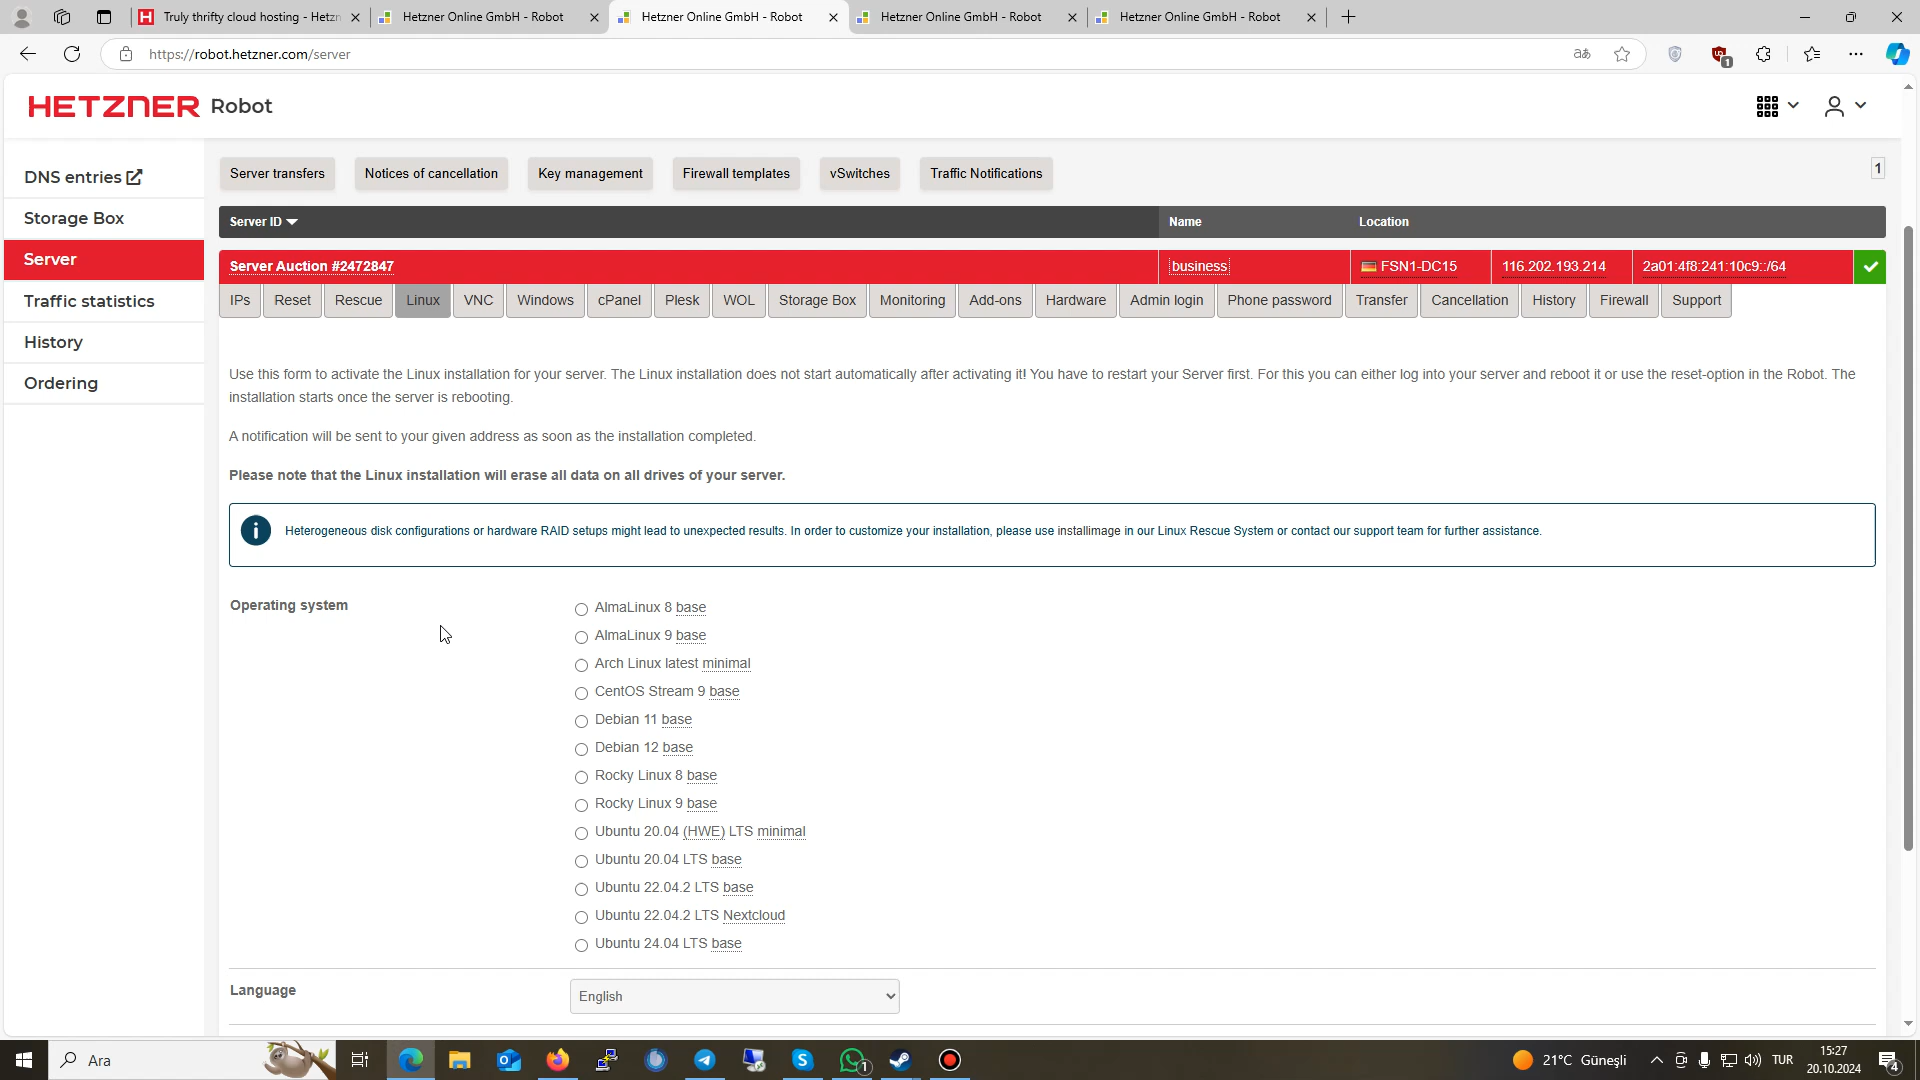 Truly thrifty cloud hosting - Hetzn
Hetzner Online GmbH - Robot
Hetzner Online GmbH - Robot
Hetzner Online GmbH - Robot
Hetzner Online GmbH - Robot
https://robot.hetzner.com/server
1
HETZNER Robot
DNS entries
Storage Box
Server
Traffic statistics
History
Ordering
Server transfers
Notices of cancellation
Key management
Firewall templates
vSwitches
Traffic Notifications
1
Server ID
Name
Location
Server Auction #2472847
business
FSN1-DC15
116.202.193.214
2a01:4f8:241:10c9::/64
IPs
Reset
Rescue
Linux
VNC
Windows
cPanel
Plesk
WOL
Storage Box
Monitoring
Add-ons
Hardware
Admin login
Phone password
Transfer
Cancellation
History
Firewall
Support
Use this form to activate the Linux installation for your server. The Linux installation does not start automatically after activating it! You have to restart your Server first. For this you can either log into your server and reboot it or use the reset-option in the Robot. The
installation starts once the server is rebooting.
A notification will be sent to your given address as soon as the installation completed.
Please note that the Linux installation will erase all data on all drives of your server.
Heterogeneous disk configurations or hardware RAID setups might lead to unexpected results. In order to customize your installation, please use installimage in our Linux Rescue System or contact our support team for further assistance.
Operating system
AlmaLinux 8 base
AlmaLinux 9 base
Arch Linux latest minimal
CentOS Stream 9 base
Debian 11 base
Debian 12 base
Rocky Linux 8 base
Rocky Linux 9 base
Ubuntu 20.04 (HWE) LTS minimal
Ubuntu 20.04 LTS base
Ubuntu 22.04.2 LTS base
Ubuntu 22.04.2 LTS Nextcloud
Ubuntu 24.04 LTS base
Language
English
Ara
1
21°C Güneşli
TUR
15:27
20.10.2024
4